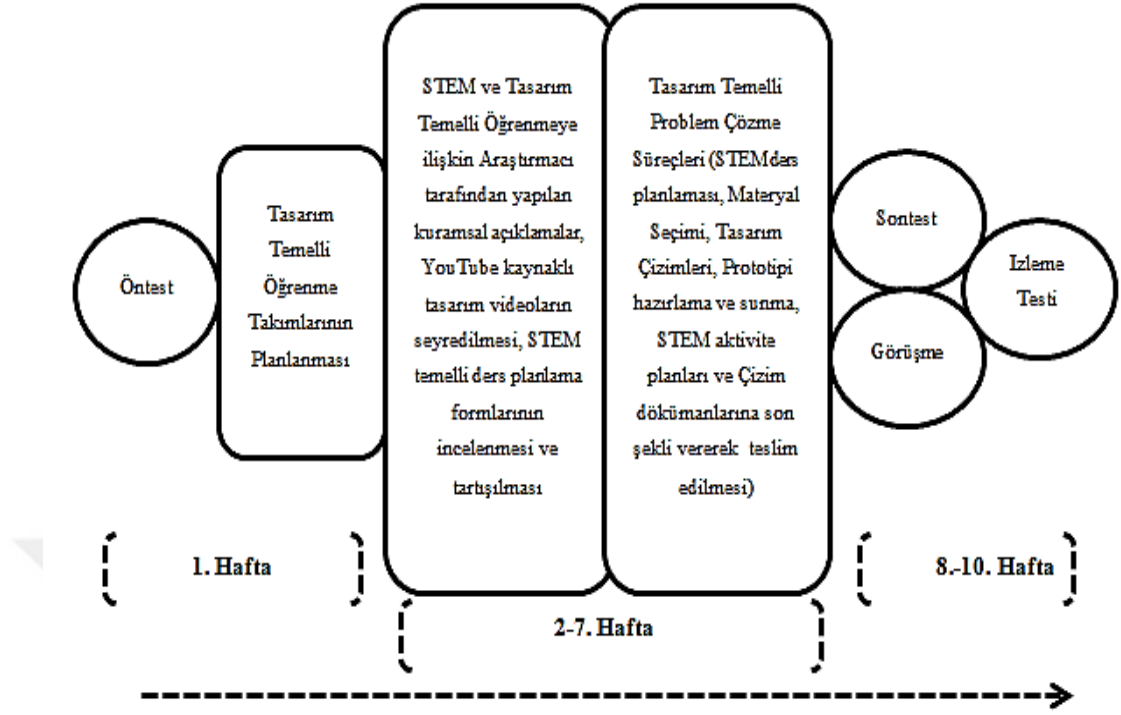 Öntest
Tasarım
Temelli
Öğrenme
Takımlarının
Planlanması
STEM ve Tasarım
Temelli Öğrenmeye
ilişkin Araştırmacı
tarafından yapılan
kuramsal açıklamalar,
YouTube kaynaklı
tasarım videoların
seyredilmesi, STEM
temelli ders planlama
formlarının
incelenmesi ve
tartışılması
Tasarım Temelli
Problem Çözme
Süreçleri (STEM ders
planlaması, Materyal
Seçimi, Tasarım
Çizimleri, Prototipi
hazırlama ve sunma,
STEM aktivite
planları ve Çizim
dökümanlarına son
şekli vererek teslim
edilmesi)
Sontest
Görüşme
Izleme
Testi
1. Hafta
2-7. Hafta
8.-10. Hafta